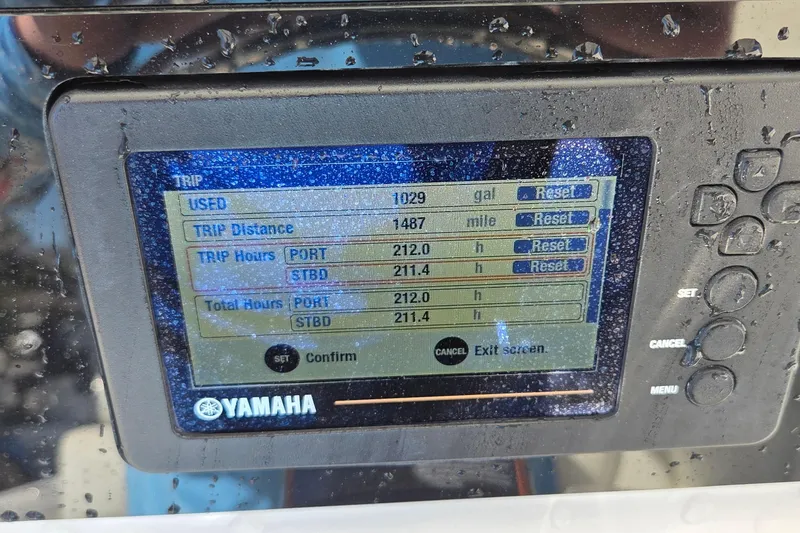 TRIP
USED 1029 gal Reset
TRIP Distance 1487 mile Reset
TRIP Hours PORT 212.0 h Reset
STBD 211.4 h Reset
Total Hours PORT 212.0 h
STBD 211.4 h
SET Confirm CANCEL Exit screen.
YAMAHA
SET
CANCEL
MENU